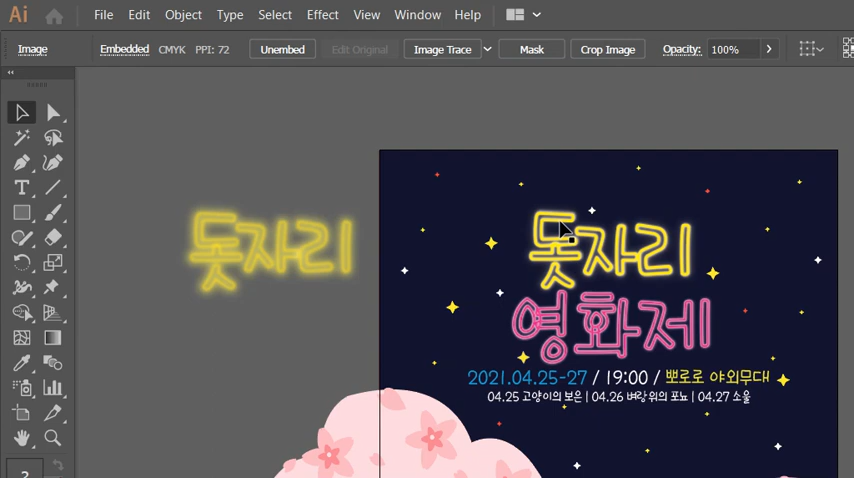 Ai File Edit Object Type Select Effect View Window Help
Image Embedded CMYK PPI: 72 Unembed Edit Original Image Trace Mask Crop Image Opacity: 100%
돗자리
돗자리
영화제
2021.04.25-27 / 19:00 / 뽀로로 야외무대
04.25 고양이의 보은 | 04.26 벼랑 위의 포뇨 | 04.27 소울
?